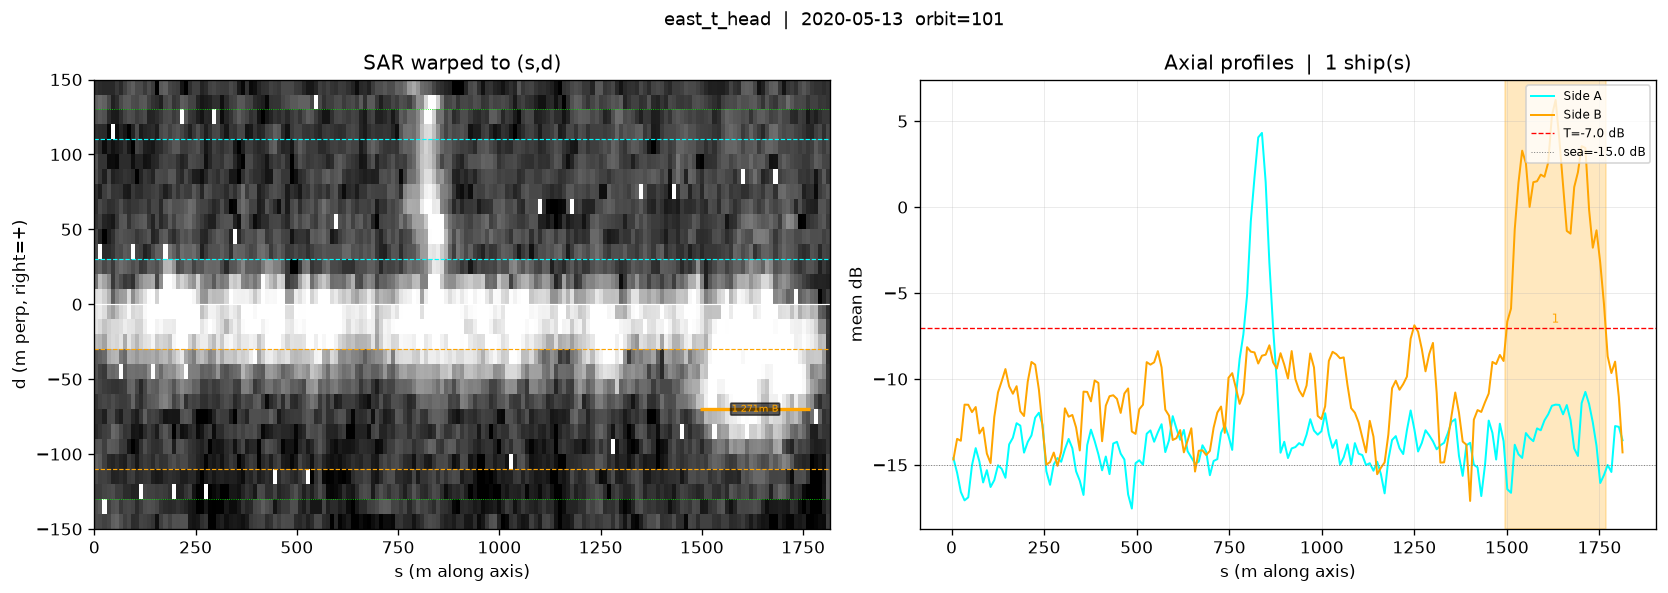 east_t_head | 2020-05-13 orbit=101
SAR warped to (s,d)
150
100
50
0
−50
−100
−150
d (m perp, right=+)
1.271m B
0
250
500
750
1000
1250
1500
1750
s (m along axis)
Axial profiles | 1 ship(s)
Side A
Side B
T=-7.0 dB
sea=-15.0 dB
1
5
0
−5
−10
−15
mean dB
0
250
500
750
1000
1250
1500
1750
s (m along axis)